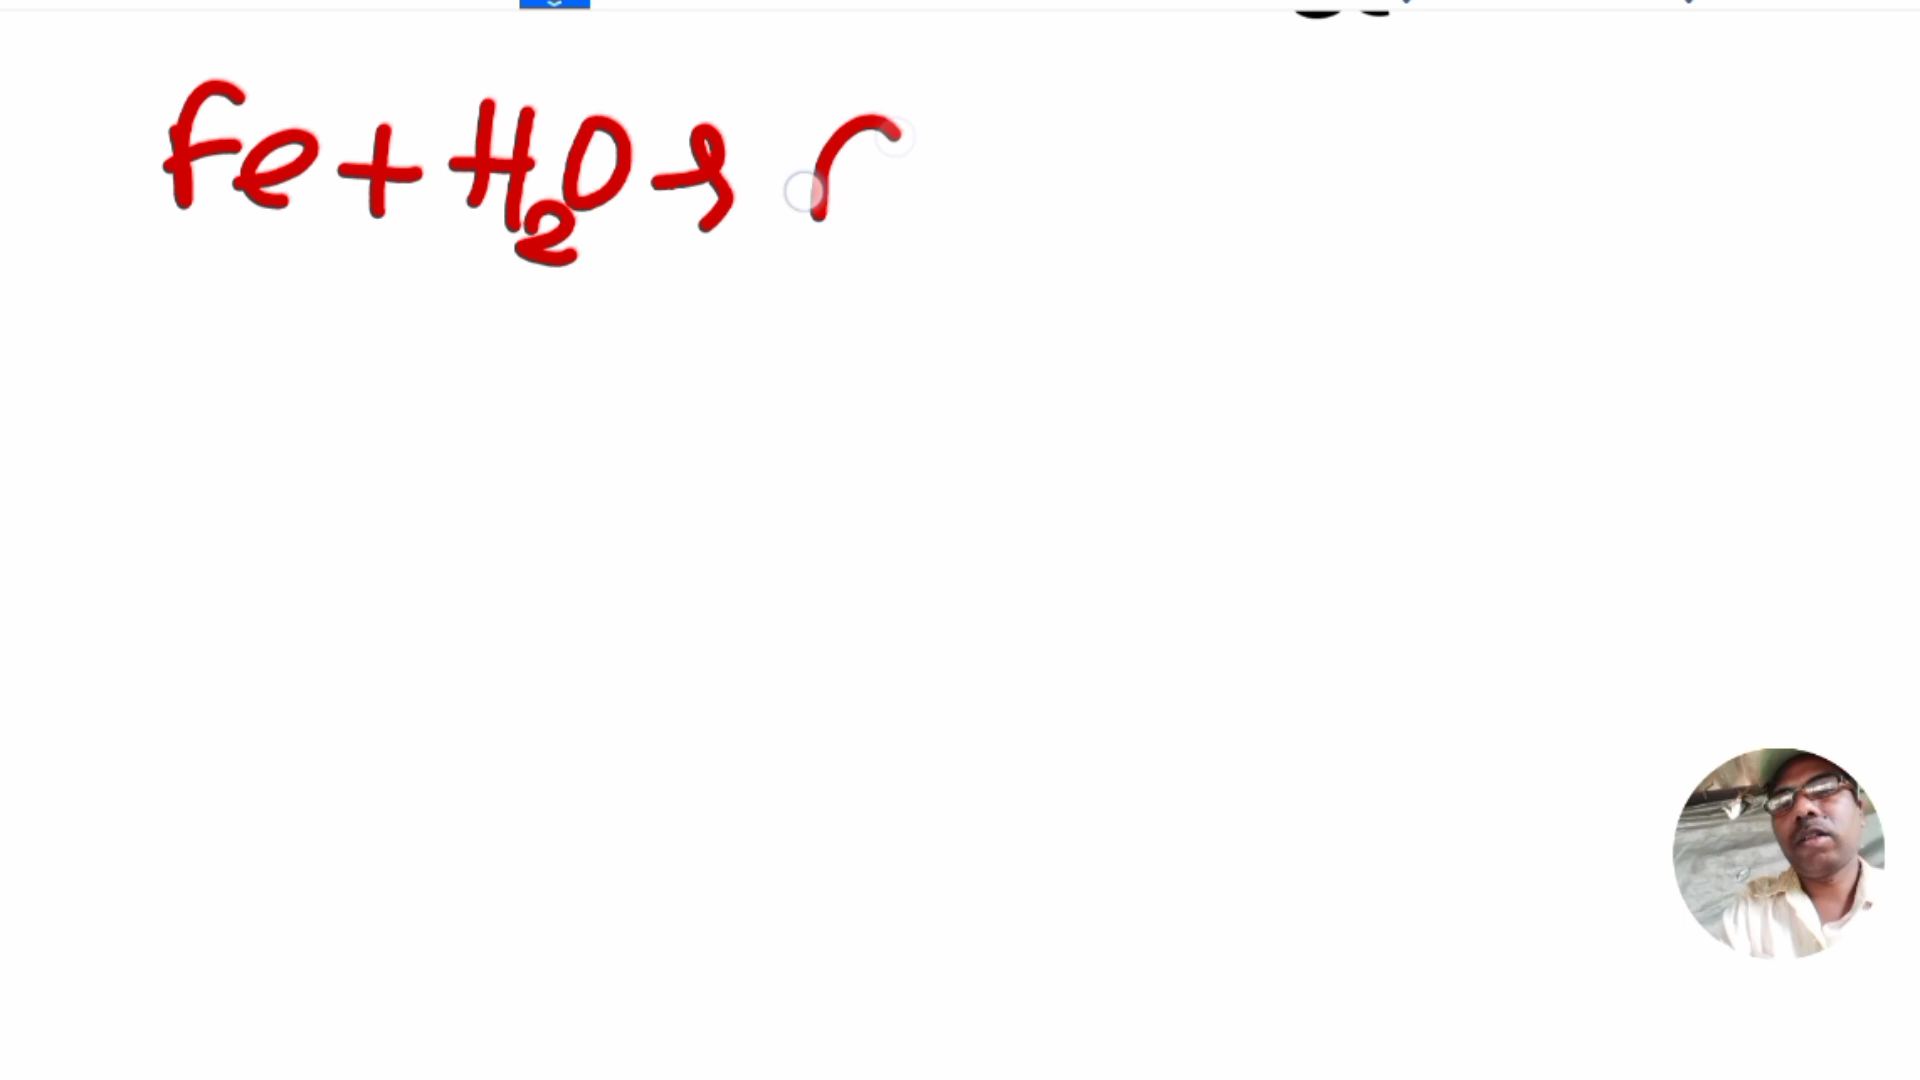 Fe + H₂O →